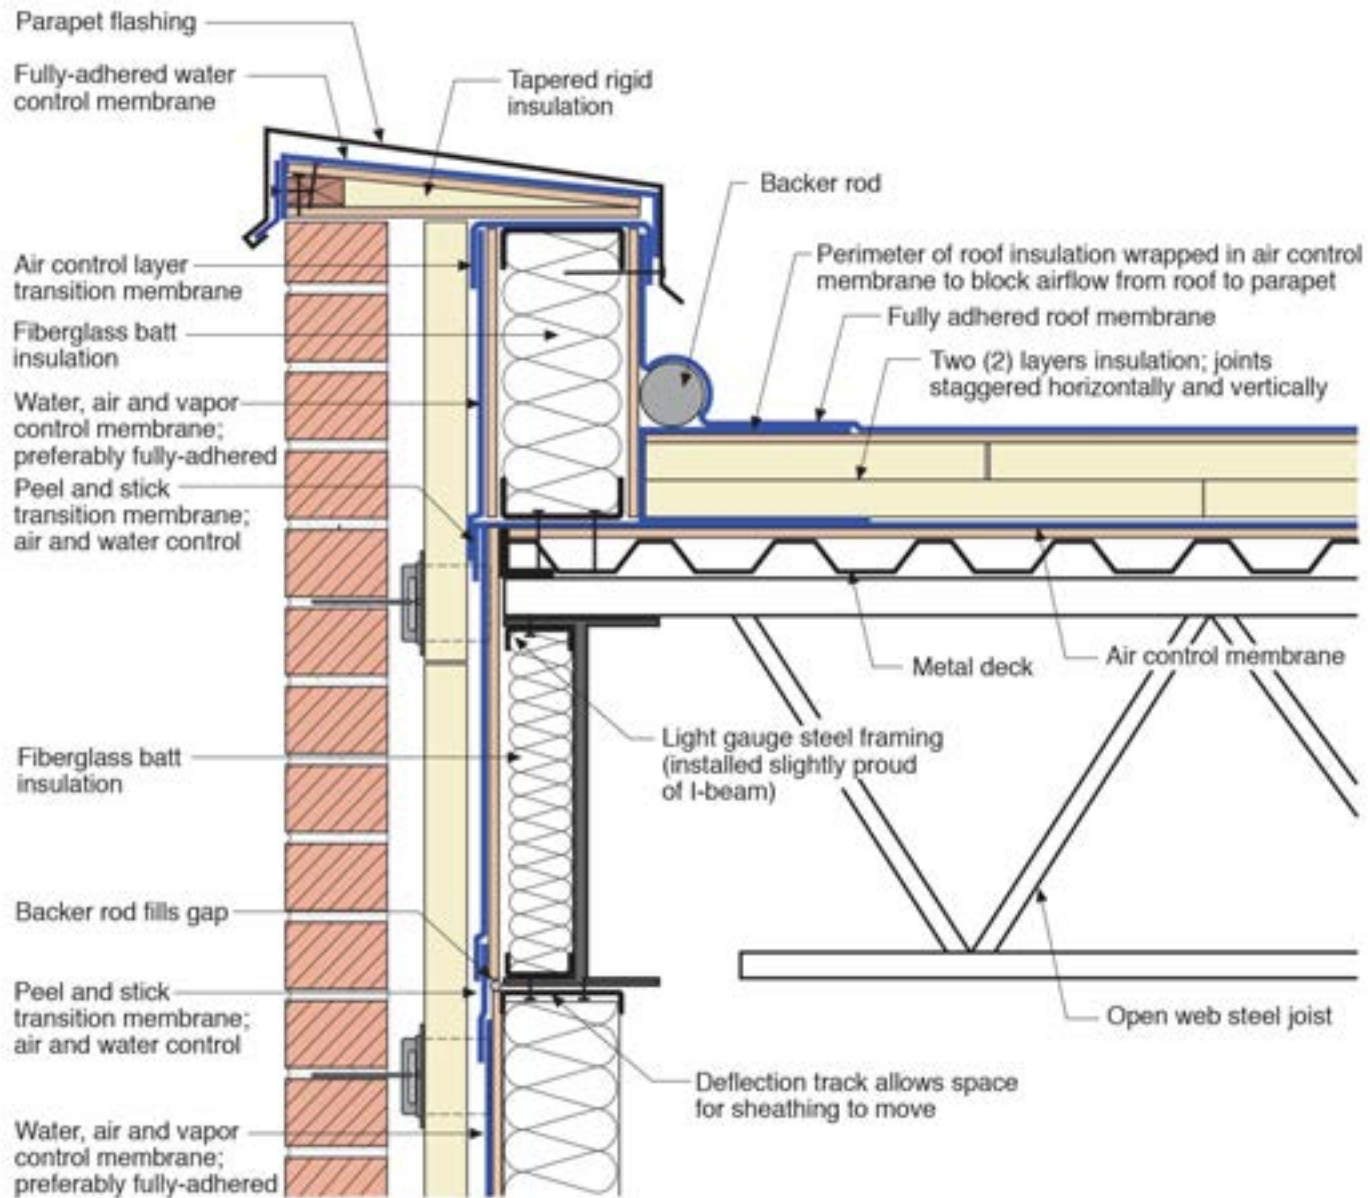 Parapet flashing
Fully-adhered water
control membrane
Tapered rigid
insulation
Backer rod
Perimeter of roof insulation wrapped in air control
membrane to block airflow from roof to parapet
Fully adhered roof membrane
Two (2) layers insulation; joints
staggered horizontally and vertically
Air control layer
transition membrane
Fiberglass batt
insulation
Water, air and vapor
control membrane;
preferably fully-adhered
Peel and stick
transition membrane;
air and water control
Metal deck
Air control membrane
Light gauge steel framing
(installed slightly proud
of I-beam)
Fiberglass batt
insulation
Backer rod fills gap
Peel and stick
transition membrane;
air and water control
Open web steel joist
Deflection track allows space
for sheathing to move
Water, air and vapor
control membrane;
preferably fully-adhered